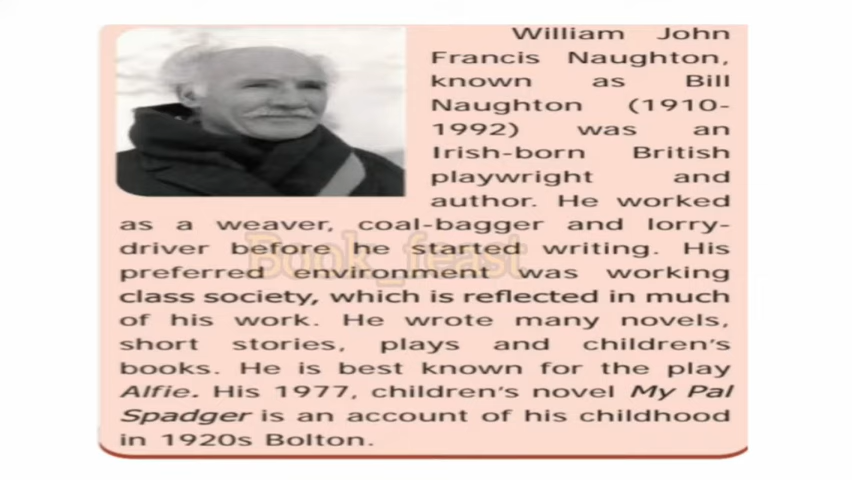 William John
Francis Naughton,
known as Bill
Naughton (1910-
1992) was an
Irish-born British
playwright and
author. He worked
as a weaver, coal-bagger and lorry-
driver before he started writing. His
preferred environment was working
class society, which is reflected in much
of his work. He wrote many novels,
short stories, plays and children's
books. He is best known for the play
Alfie. His 1977, children's novel My Pal
Spadger is an account of his childhood
in 1920s Bolton.
Book_feast